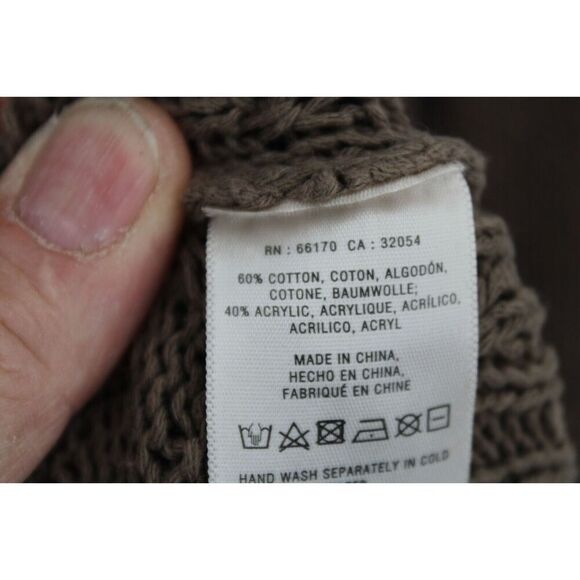 RN : 66170 CA : 32054
60% COTTON, COTON, ALGODÓN,
COTONE, BAUMWOLLE;
40% ACRYLIC, ACRYLIQUE, ACRÍLICO,
ACRILICO, ACRYL
MADE IN CHINA,
HECHO EN CHINA,
FABRIQUÉ EN CHINE
HAND WASH SEPARATELY IN COLD